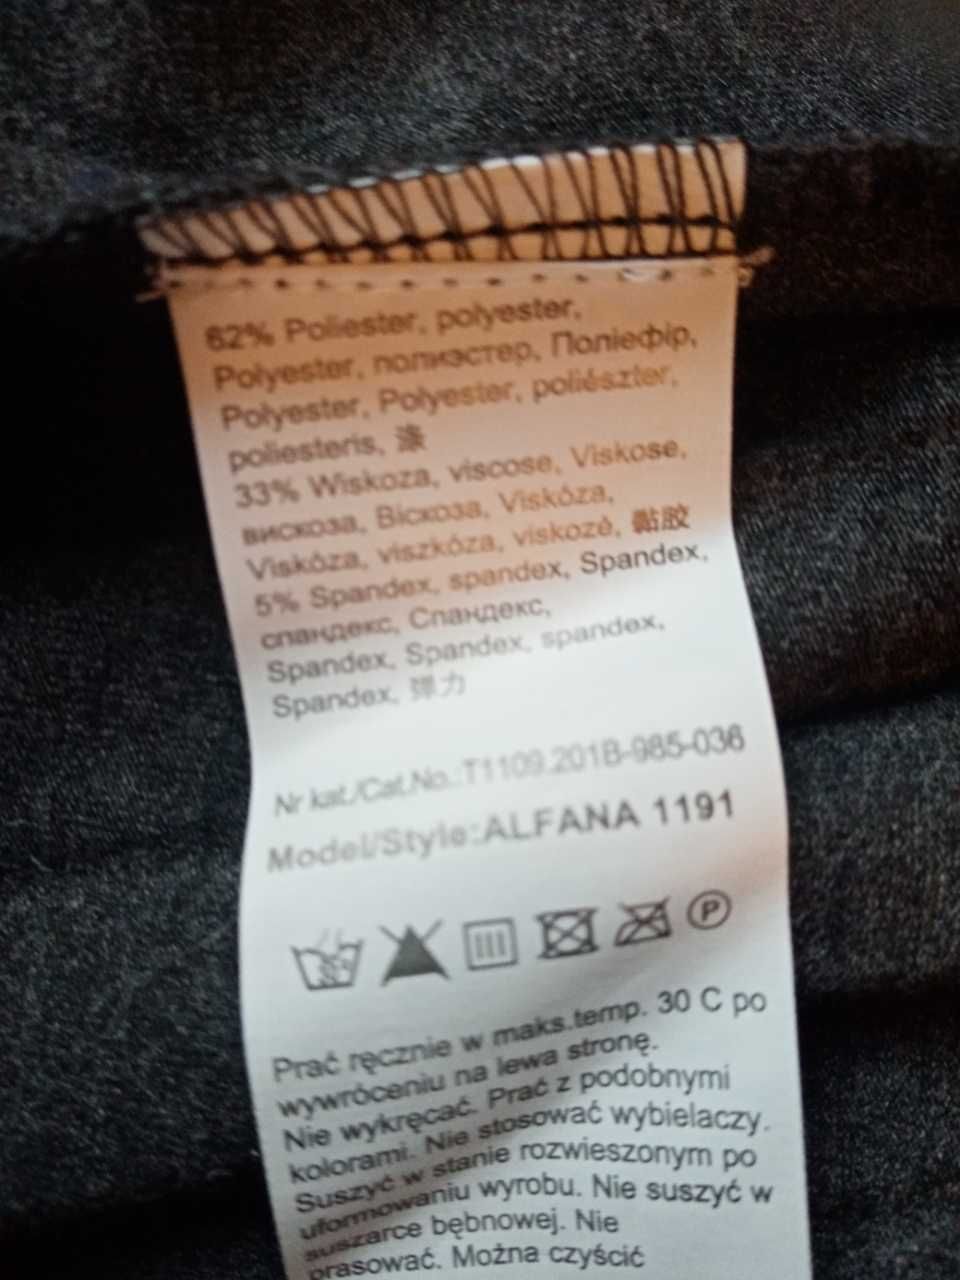 62% Poliester, polyester,
Polyester, полиэстер, Поліефір,
Polyester, Polyester, poliészter,
poliesteris, 涤
33% Wiskoza, viscose, Viskose,
вискоза, Віскоза, Viskóza,
Viskóza, viszkóza, viskozė, 黏胶
5% Spandex, spandex, Spandex,
спандекс, Спандекс,
Spandex, Spandex, spandex,
Spandex, 弹力
Nr kat./Cat.No.:T1109.201B-985-036
Model/Style:ALFANA 1191
P
Prać ręcznie w maks.temp. 30 C po
wywróceniu na lewa stronę.
Nie wykręcać. Prać z podobnymi
kolorami. Nie stosować wybielaczy.
Suszyć w stanie rozwieszonym po
uformowaniu wyrobu. Nie suszyć w
suszarce bębnowej. Nie
prasować. Można czyścić